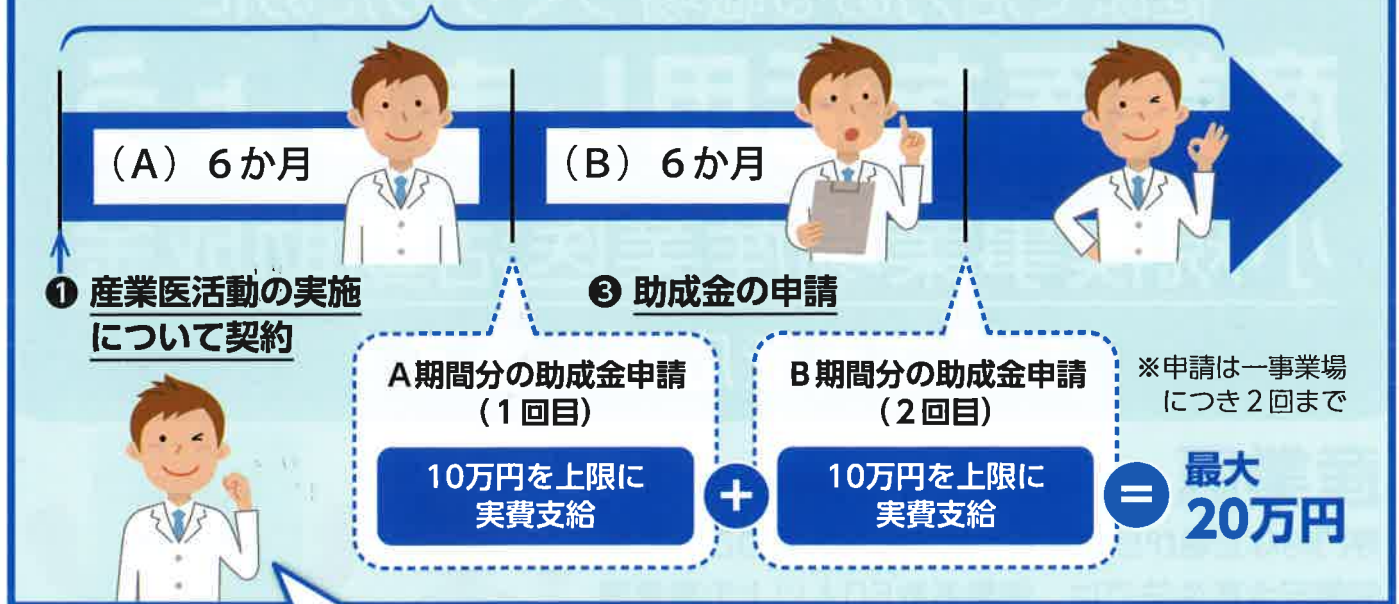 (A) 6か月
(B) 6か月
❶ 産業医活動の実施
について契約
❸ 助成金の申請
A期間分の助成金申請
(1回目)
10万円を上限に
実費支給
+
B期間分の助成金申請
(2回目)
10万円を上限に
実費支給
=
最大
20万円
※申請は一事業場
につき2回まで